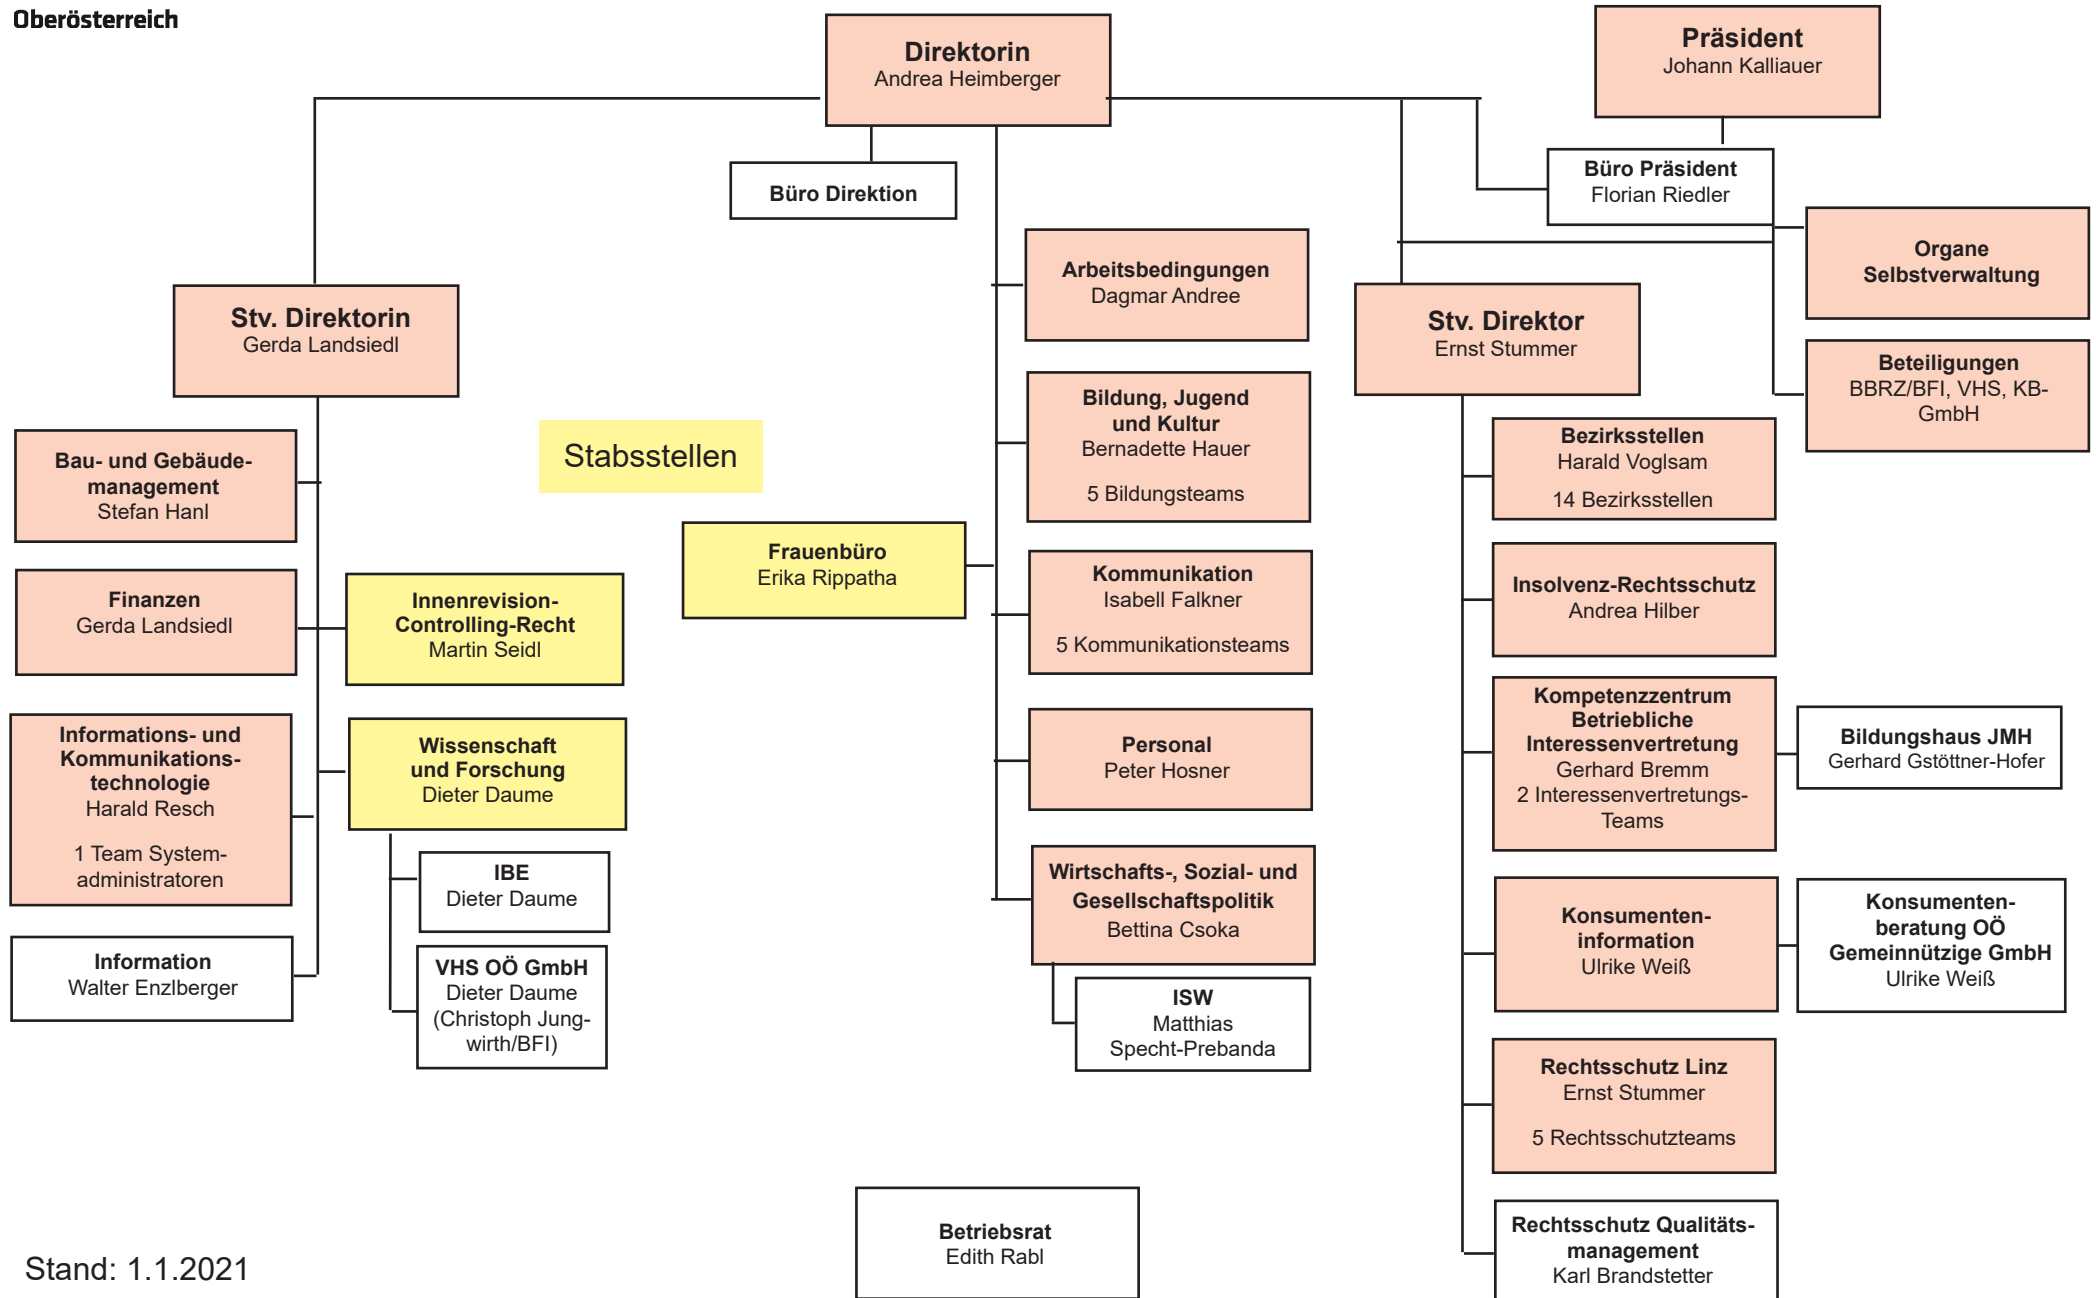 Oberösterreich
Direktorin
Andrea Heimberger
Präsident
Johann Kalliauer
Büro Direktion
Büro Präsident
Florian Riedler
Organe
Selbstverwaltung
Beteiligungen
BBRZ/BFI, VHS, KB-
GmbH
Stv. Direktorin
Gerda Landsiedl
Bau- und Gebäude-
management
Stefan Hanl
Finanzen
Gerda Landsiedl
Informations- und
Kommunikations-
technologie
Harald Resch
1 Team System-
administratoren
Information
Walter Enzlberger
Innenrevision-
Controlling-Recht
Martin Seidl
Wissenschaft
und Forschung
Dieter Daume
IBE
Dieter Daume
VHS OÖ GmbH
Dieter Daume
(Christoph Jung-
wirth/BFI)
Stabsstellen
Frauenbüro
Erika Rippatha
Arbeitsbedingungen
Dagmar Andree
Bildung, Jugend
und Kultur
Bernadette Hauer
5 Bildungsteams
Kommunikation
Isabell Falkner
5 Kommunikationsteams
Personal
Peter Hosner
Wirtschafts-, Sozial- und
Gesellschaftspolitik
Bettina Csoka
ISW
Matthias
Specht-Prebanda
Stv. Direktor
Ernst Stummer
Bezirksstellen
Harald Voglsam
14 Bezirksstellen
Insolvenz-Rechtsschutz
Andrea Hilber
Kompetenzzentrum
Betriebliche
Interessenvertretung
Gerhard Bremm
2 Interessenvertretungs-
Teams
Bildungshaus JMH
Gerhard Gstöttner-Hofer
Konsumenten-
information
Ulrike Weiß
Konsumenten-
beratung OÖ
Gemeinnützige GmbH
Ulrike Weiß
Rechtsschutz Linz
Ernst Stummer
5 Rechtsschutzteams
Rechtsschutz Qualitäts-
management
Karl Brandstetter
Betriebsrat
Edith Rabl
Stand: 1.1.2021